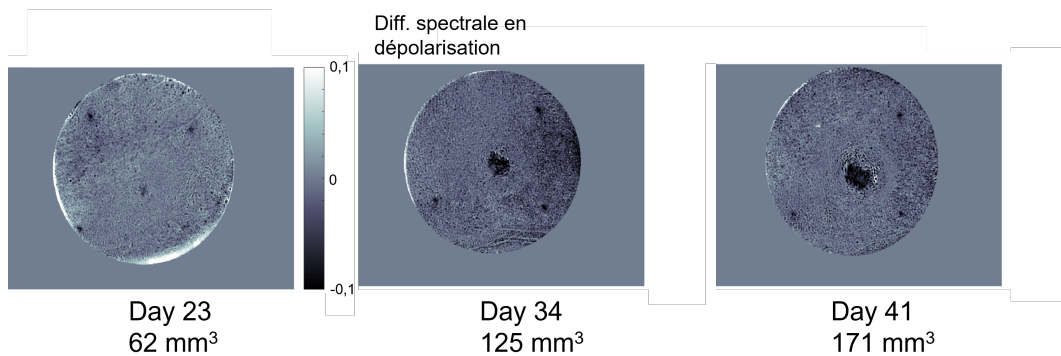 Diff. spectrale en
dépolarisation
0,1
0
-0,1
Day 23
62 mm³
Day 34
125 mm³
Day 41
171 mm³